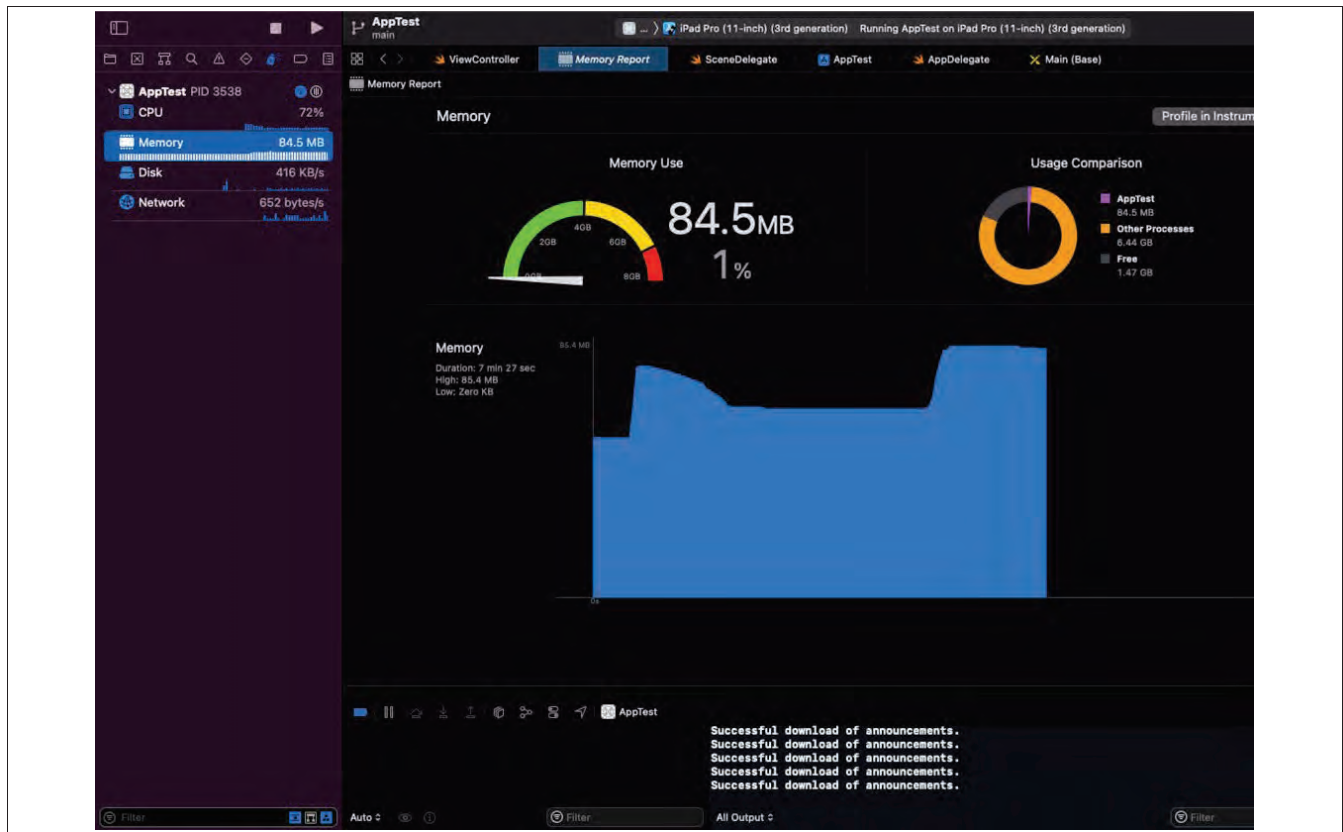 AppTest
main
... iPad Pro (11-inch) (3rd generation) Running AppTest on iPad Pro (11-inch) (3rd generation)
ViewController Memory Report SceneDelegate AppTest AppDelegate Main (Base)
AppTest PID 3538
Memory Report
CPU 72%
Memory 84.5 MB
Disk 416 KB/s
Network 652 bytes/s
Memory
Profile in Instrum
Memory Use
0GB
2GB
4GB
6GB
8GB
84.5MB
1%
Usage Comparison
AppTest
84.5 MB
Other Processes
6.44 GB
Free
1.47 GB
Memory
Duration: 7 min 27 sec
High: 85.4 MB
Low: Zero KB
85.4 MB
0s
AppTest
Successful download of announcements.
Successful download of announcements.
Successful download of announcements.
Successful download of announcements.
Successful download of announcements.
Filter
Auto
Filter
All Output
Filter